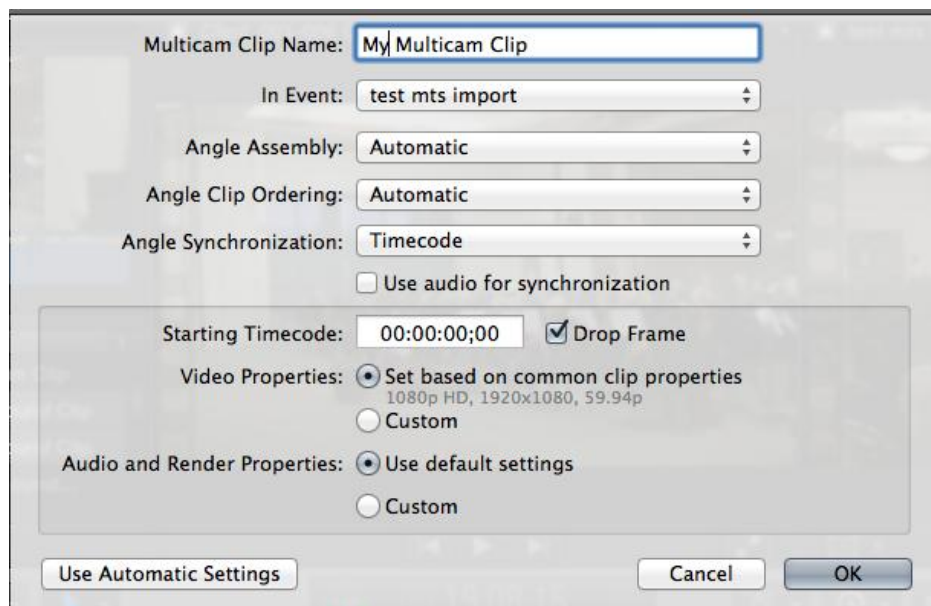 Multicam Clip Name: My Multicam Clip
In Event: test mts import
Angle Assembly: Automatic
Angle Clip Ordering: Automatic
Angle Synchronization: Timecode
Use audio for synchronization
Starting Timecode: 00:00:00;00 Drop Frame
Video Properties: Set based on common clip properties
1080p HD, 1920x1080, 59.94p
Custom
Audio and Render Properties: Use default settings
Custom
Use Automatic Settings Cancel OK